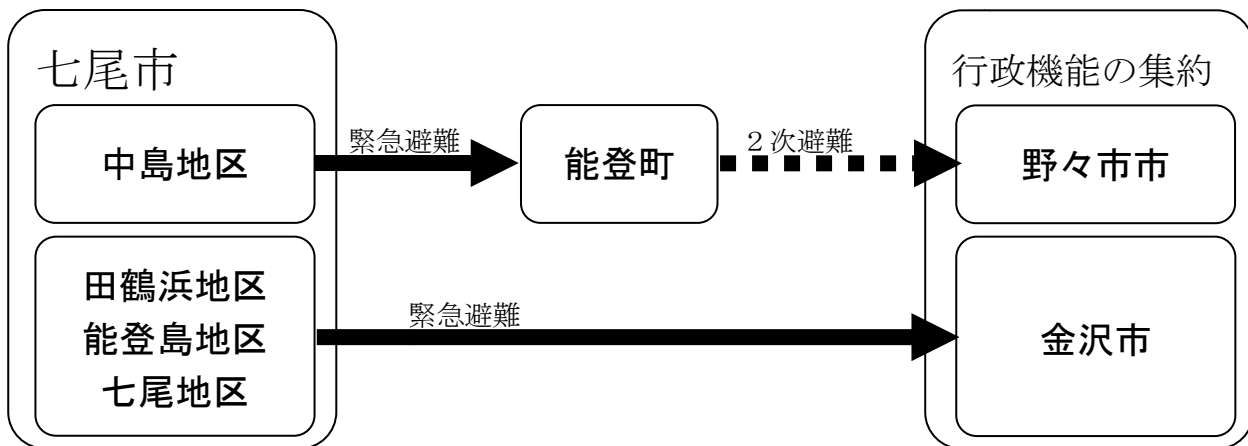 七尾市
行政機能の集約
中島地区
緊急避難
能登町
２次避難
野々市市
田鶴浜地区
能登島地区
七尾地区
緊急避難
金沢市